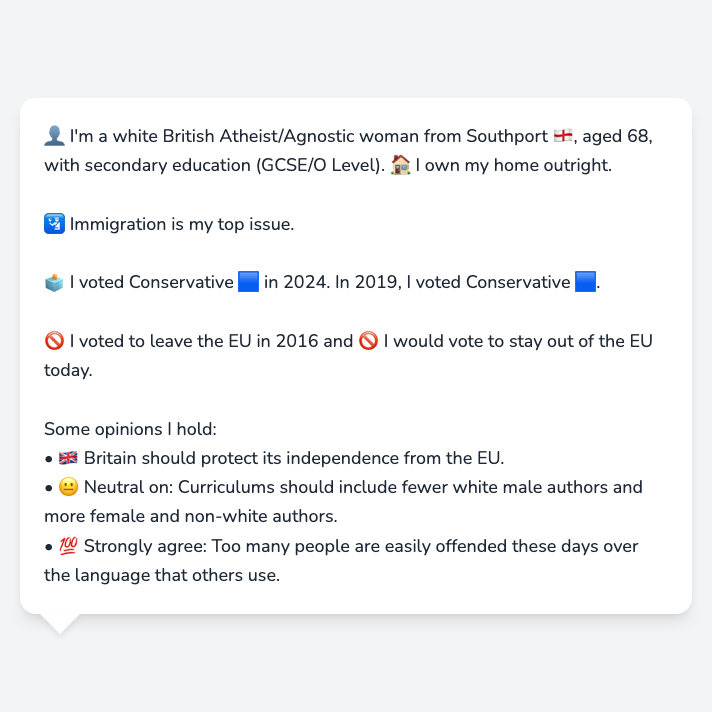 👤 I'm a white British Atheist/Agnostic woman from Southport 🏴󠁧󠁢󠁥󠁮󠁧󠁿, aged 68,
with secondary education (GCSE/O Level). 🏠 I own my home outright.
🛂 Immigration is my top issue.
🗳️ I voted Conservative 🟦 in 2024. In 2019, I voted Conservative 🟦.
🚫 I voted to leave the EU in 2016 and 🚫 I would vote to stay out of the EU
today.
Some opinions I hold:
• 🇬🇧 Britain should protect its independence from the EU.
• 😐 Neutral on: Curriculums should include fewer white male authors and
more female and non-white authors.
• 💯 Strongly agree: Too many people are easily offended these days over
the language that others use.